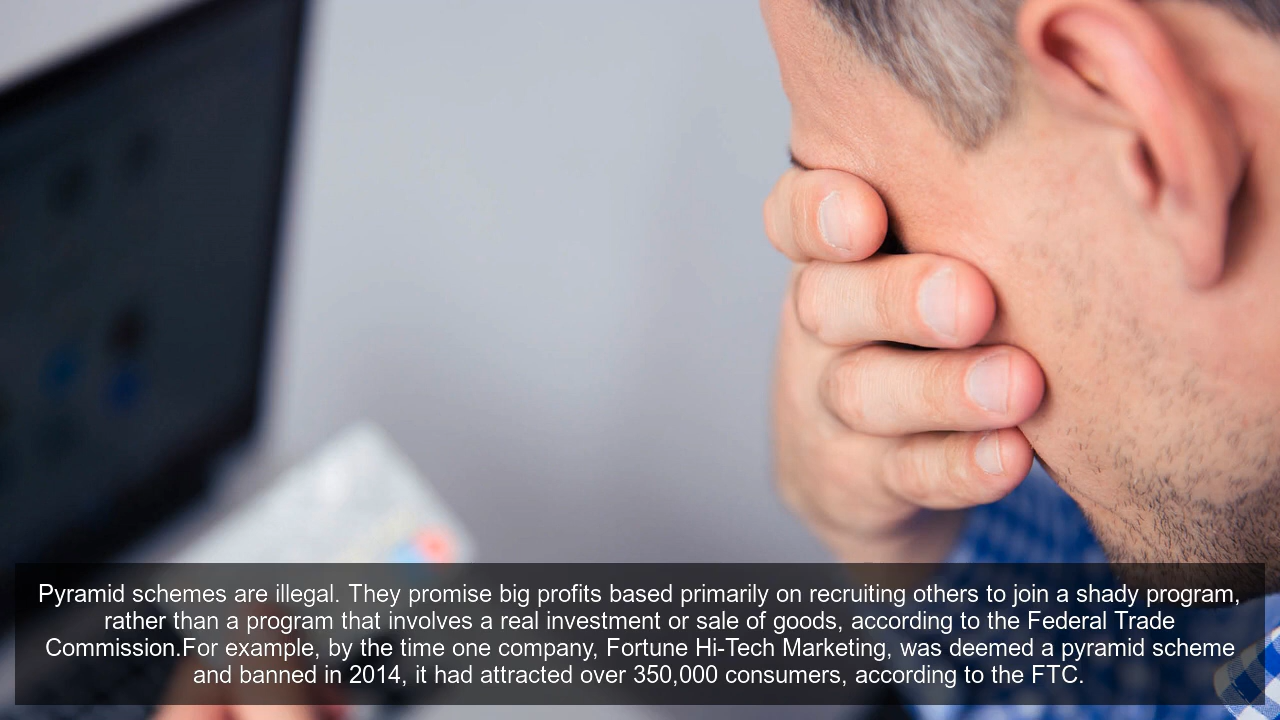 Pyramid schemes are illegal. They promise big profits based primarily on recruiting others to join a shady program,
rather than a program that involves a real investment or sale of goods, according to the Federal Trade
Commission.For example, by the time one company, Fortune Hi-Tech Marketing, was deemed a pyramid scheme
and banned in 2014, it had attracted over 350,000 consumers, according to the FTC.